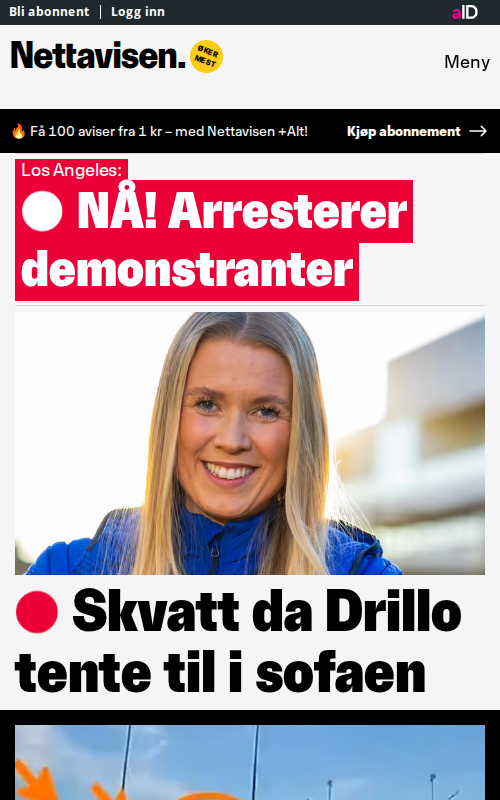 Bli abonnent
Logg inn
aID
Nettavisen.
ØKER
MEST
Meny
🔥 Få 100 aviser fra 1 kr – med Nettavisen +Alt!
Kjøp abonnement →
Los Angeles:
NÅ! Arresterer
demonstranter
Skvatt da Drillo
tente til i sofaen